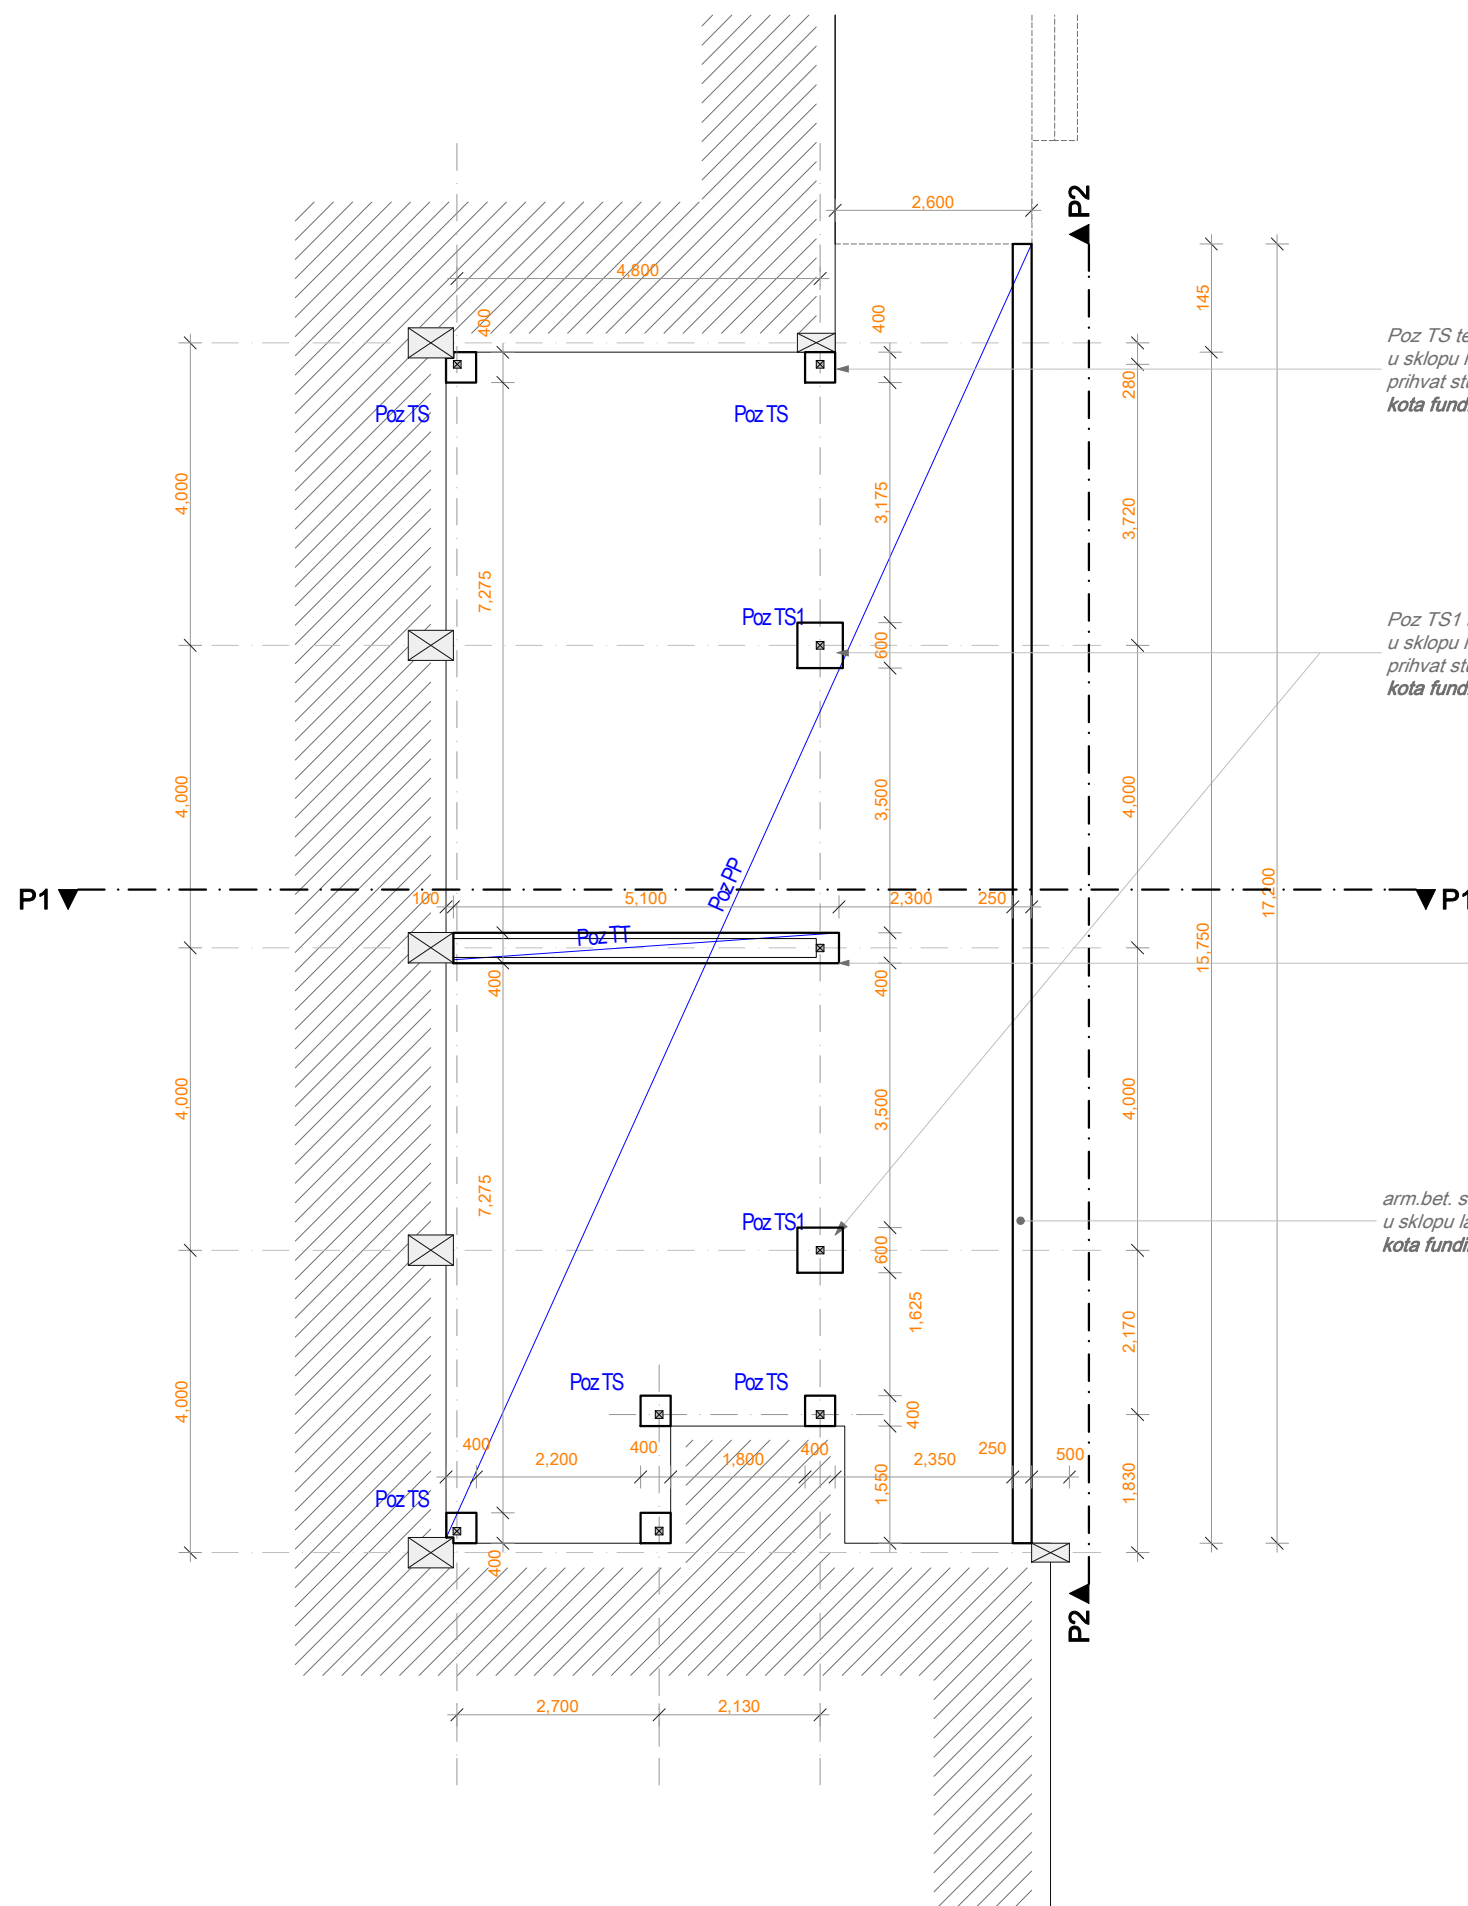 P2
2,600
4,800
400
400
145
280
Poz TS te
u sklopu
prihvat
kota fund
Poz TS
Poz TS
4,000
3,175
3,720
7,275
Poz TS1
600
Poz TS1
u sklopu
prihvat
kota fund
4,000
3,500
4,000
Poz PP
P1
100
5,100
2,300
250
17,200
P1
Poz TT
15,750
400
400
4,000
3,500
4,000
7,275
arm.bet. s
u sklopu
kota fundi
Poz TS1
600
1,625
2,170
4,000
Poz TS
Poz TS
400
400
2,200
400
1,800
400
2,350
250
500
1,550
1,830
Poz TS
400
P2
2,700
2,130